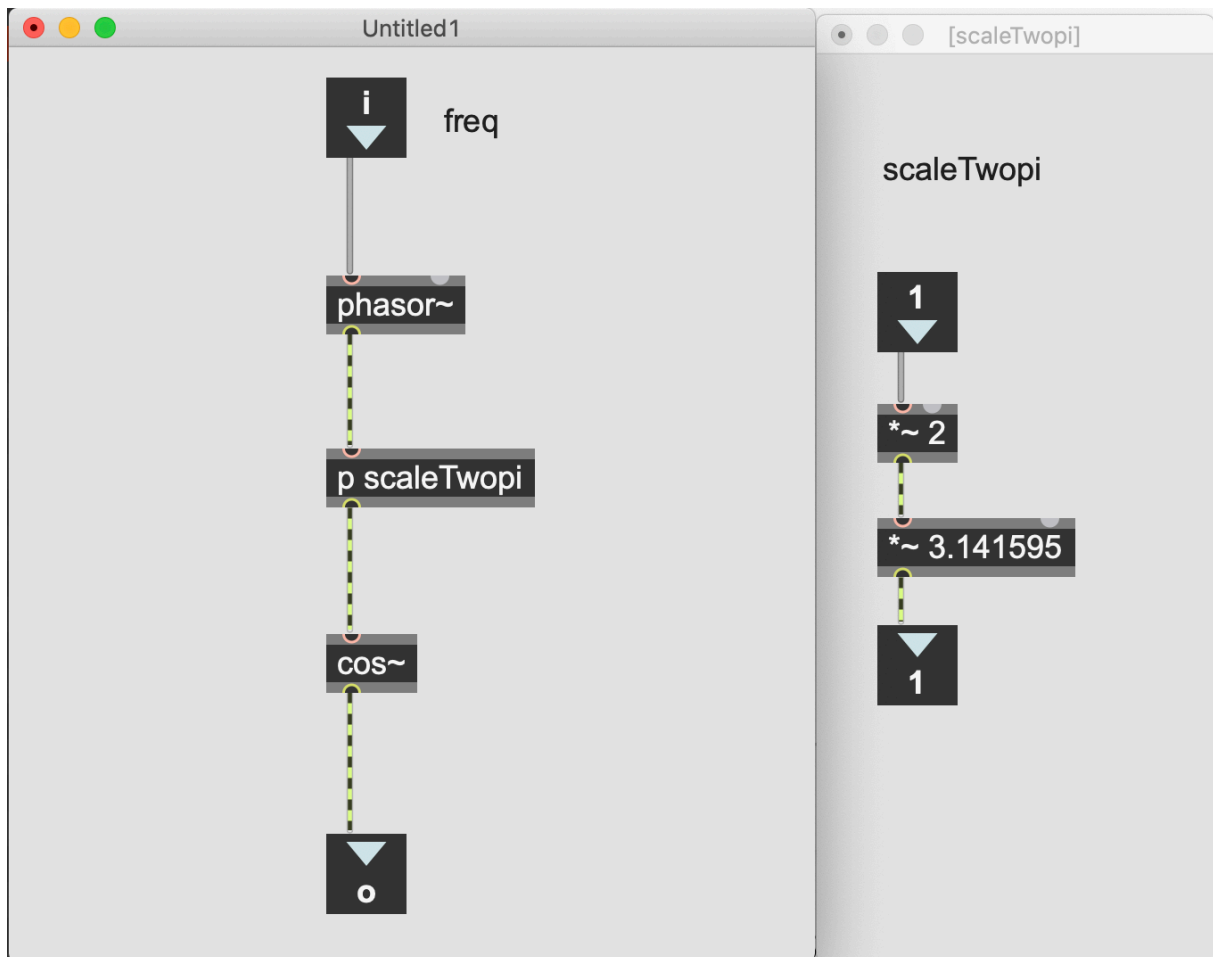 Untitled1
i
freq
phasor~
p scaleTwopi
cos~
o
[scaleTwopi]
scaleTwopi
1
*~ 2
*~ 3.141595
1